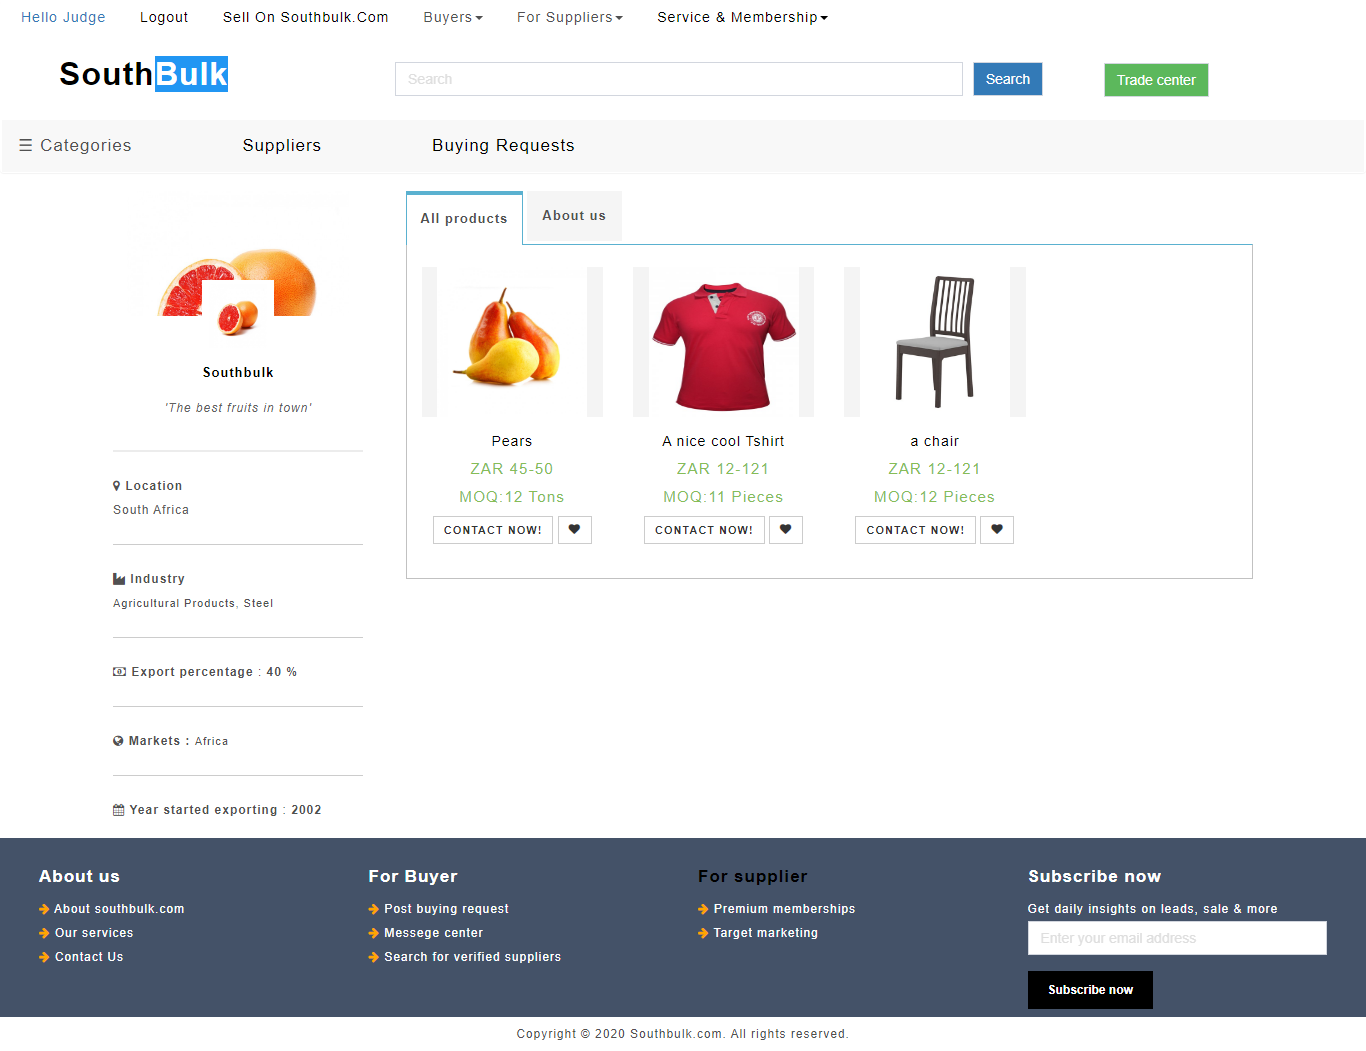 Hello Judge Logout Sell On Southbulk.Com Buyers For Suppliers Service & Membership
SouthBulk Search Search Trade center
☰ Categories Suppliers Buying Requests
All products About us
Southbulk
'The best fruits in town'
Location
South Africa
Industry
Agricultural Products, Steel
Export percentage : 40 %
Markets : Africa
Year started exporting : 2002
Pears A nice cool Tshirt a chair
ZAR 45-50 ZAR 12-121 ZAR 12-121
MOQ:12 Tons MOQ:11 Pieces MOQ:12 Pieces
CONTACT NOW! CONTACT NOW! CONTACT NOW!
About us
About southbulk.com
Our services
Contact Us
For Buyer
Post buying request
Messege center
Search for verified suppliers
For supplier
Premium memberships
Target marketing
Subscribe now
Get daily insights on leads, sale & more
Enter your email address
Subscribe now
Copyright © 2020 Southbulk.com. All rights reserved.